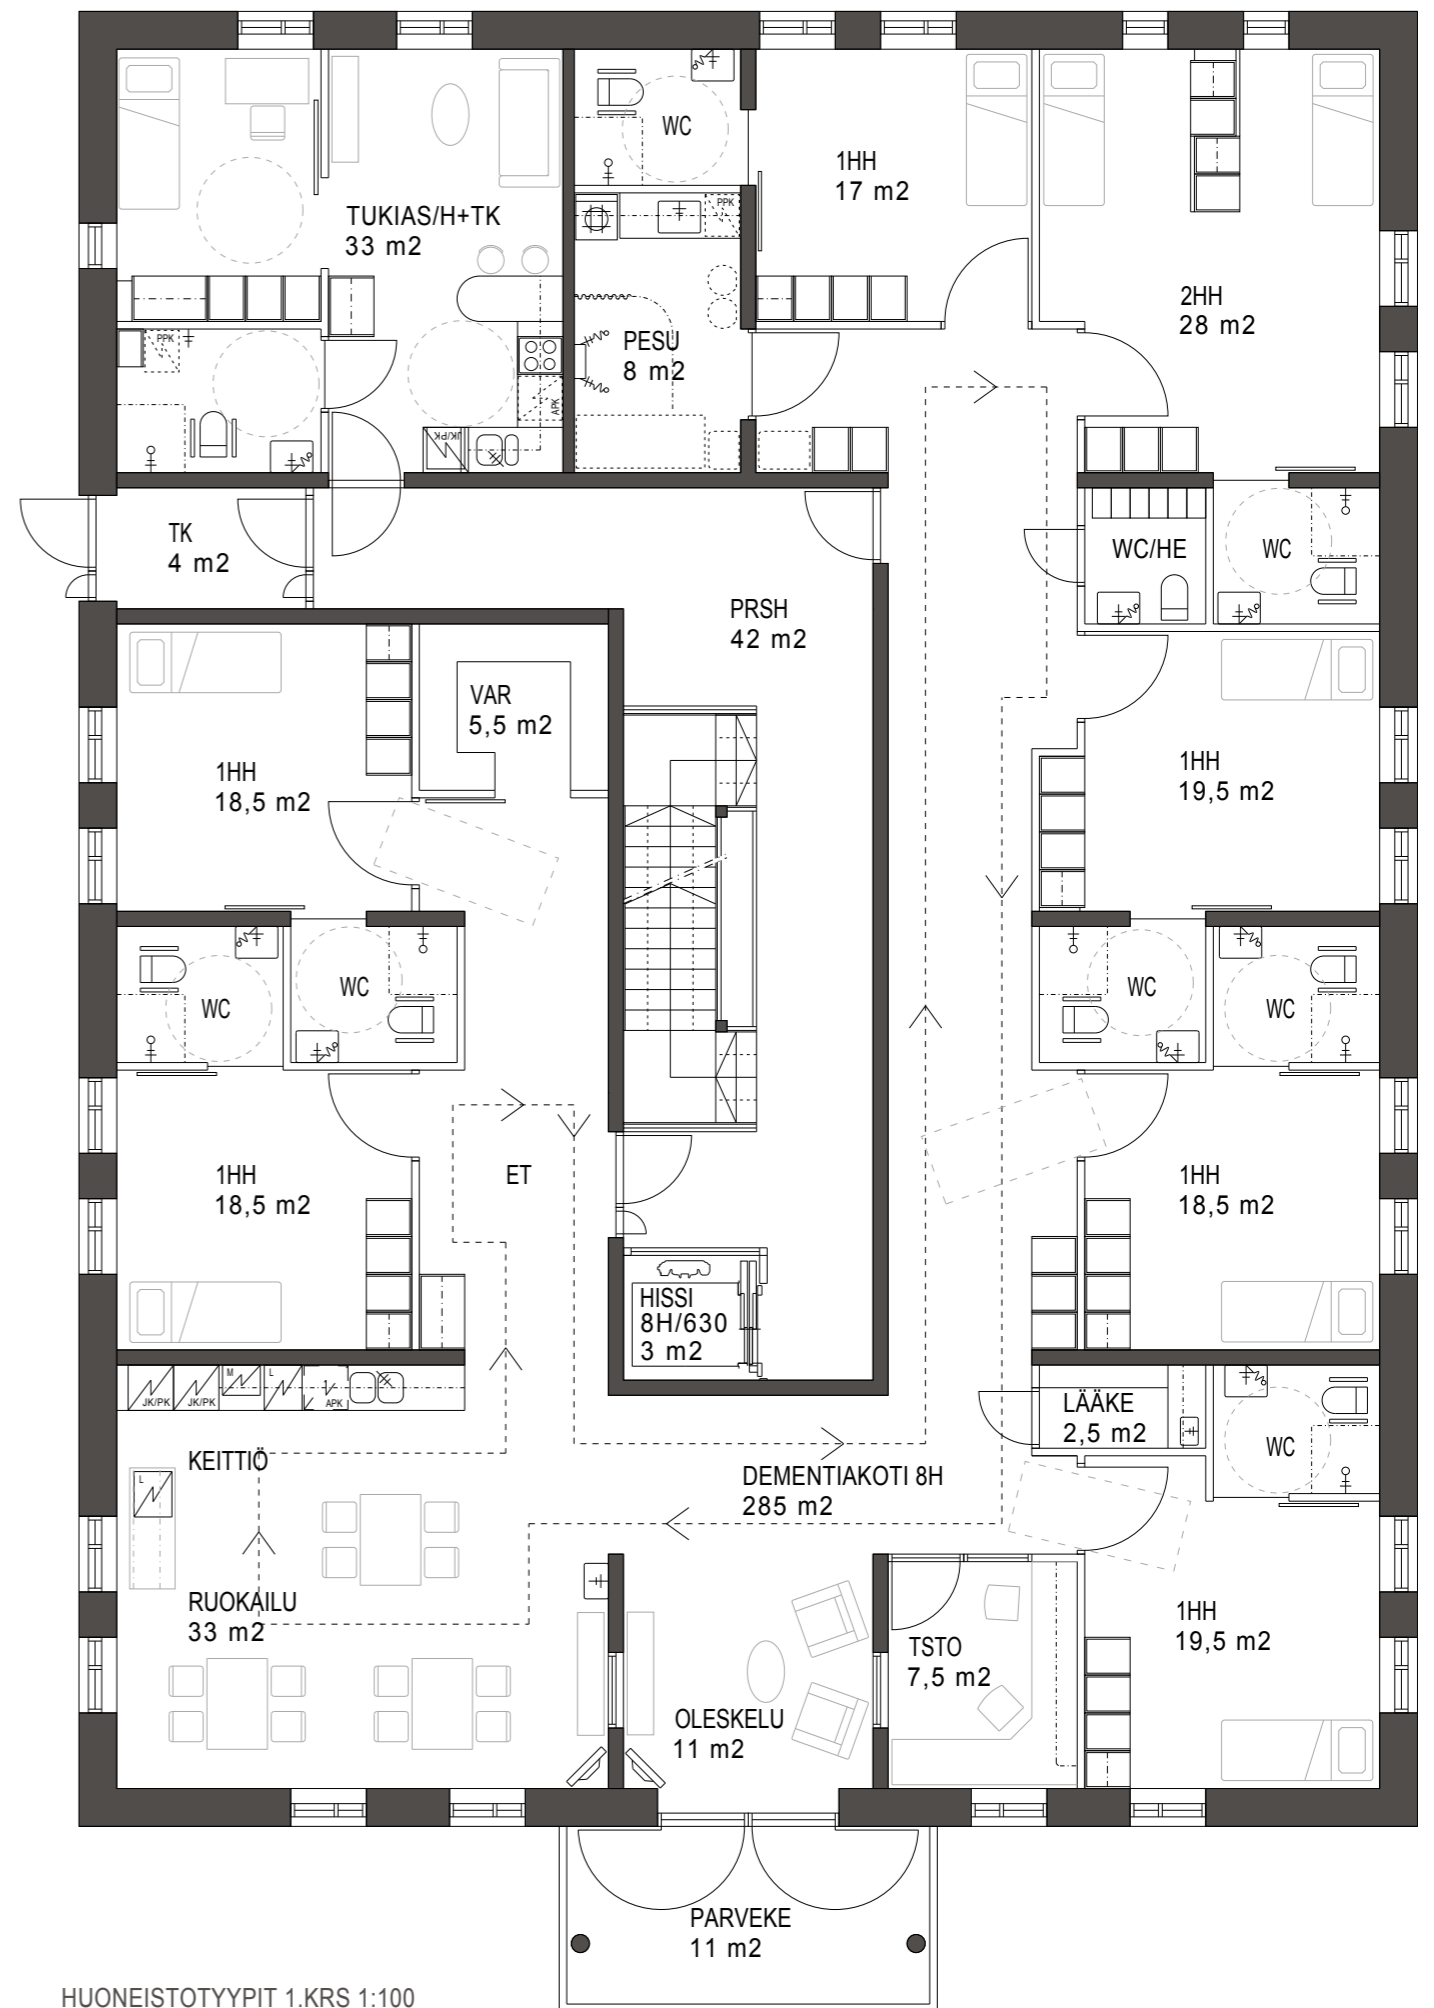 WC
1HH
17 m2
TUKIAS/H+TK
33 m2
PPK
2HH
28 m2
PESU
8 m2
PPK
APK
JK/PK
TK
4 m2
WC/HE
WC
PRSH
42 m2
VAR
5,5 m2
1HH
18,5 m2
1HH
19,5 m2
WC
WC
WC
WC
1HH
18,5 m2
ET
1HH
18,5 m2
HISSI
8H/630
3 m2
JK/PK
JK/PK
M
L
APK
LÄÄKE
2,5 m2
WC
KEITTIÖ
L
DEMENTIAKOTI 8H
285 m2
RUOKAILU
33 m2
1HH
19,5 m2
TSTO
7,5 m2
OLESKELU
11 m2
PARVEKE
11 m2
HUONEISTOTYYPIT 1.KRS 1:100